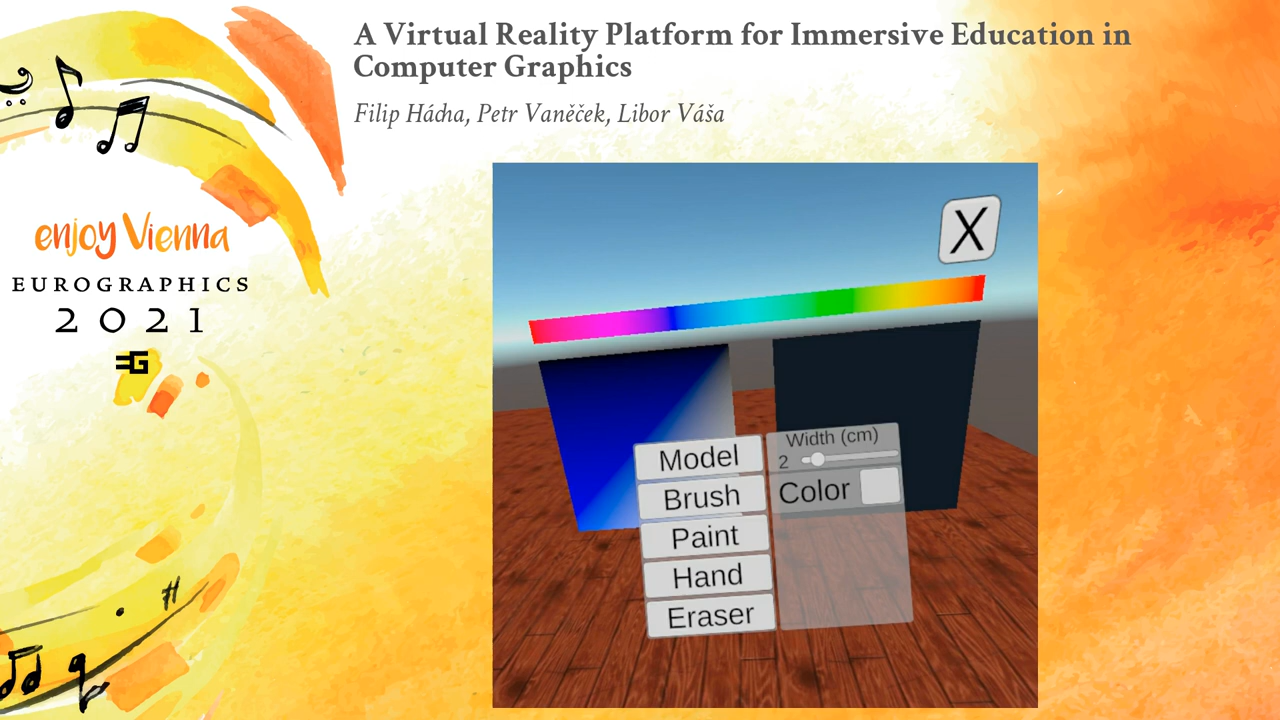 A Virtual Reality Platform for Immersive Education in
Computer Graphics
Filip Hácha, Petr Vaněček, Libor Váša
enjoy Vienna
EUROGRAPHICS
2021
EG
X
Width (cm)
2
Color
Model
Brush
Paint
Hand
Eraser